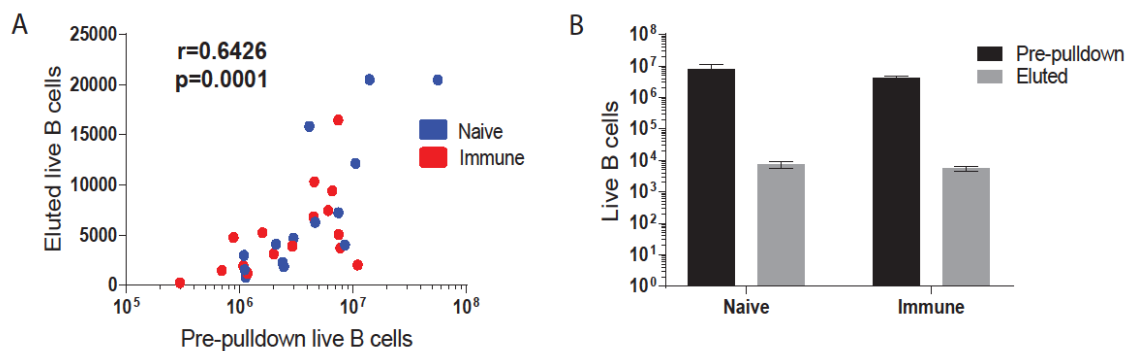 A
r=0.6426
p=0.0001
Eluted live B cells
25000
20000
15000
10000
5000
0
10^5
10^6
10^7
10^8
Pre-pulldown live B cells
Naive
Immune
B
Live B cells
10^8
10^7
10^6
10^5
10^4
10^3
10^2
10^1
10^0
Naive
Immune
Pre-pulldown
Eluted